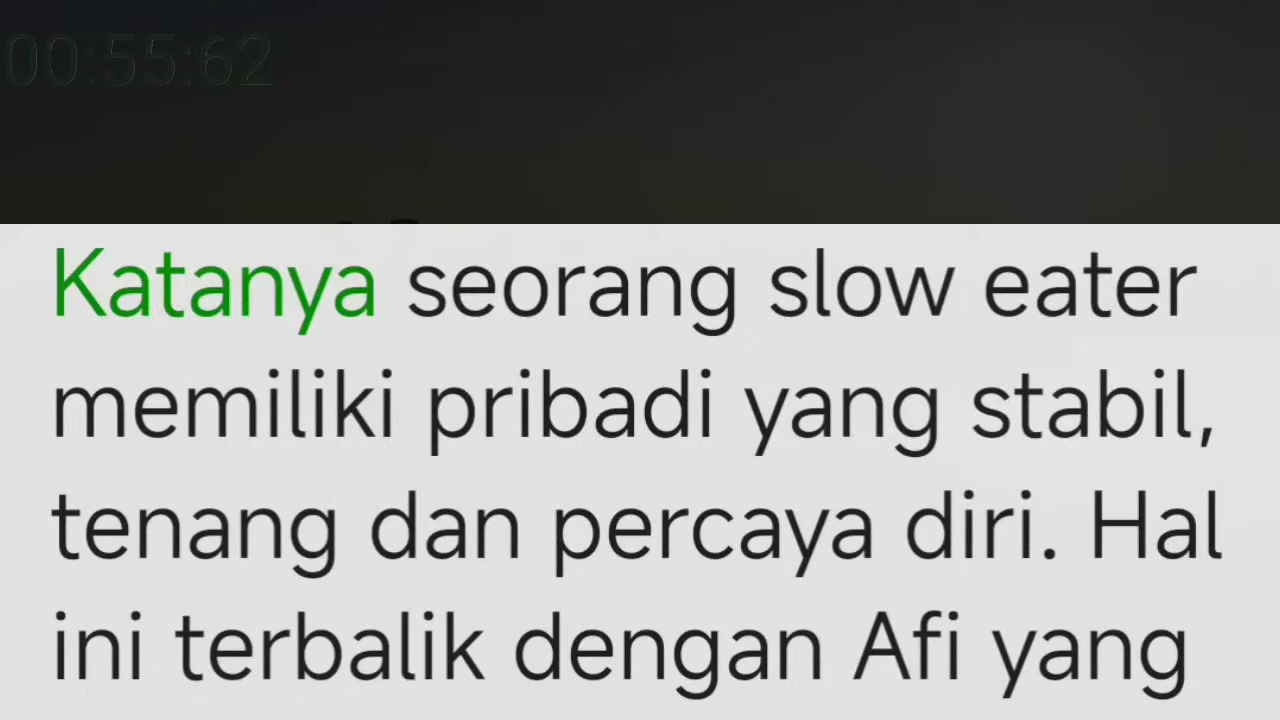 00:55:62
Katanya seorang slow eater
memiliki pribadi yang stabil,
tenang dan percaya diri. Hal
ini terbalik dengan Afi yang